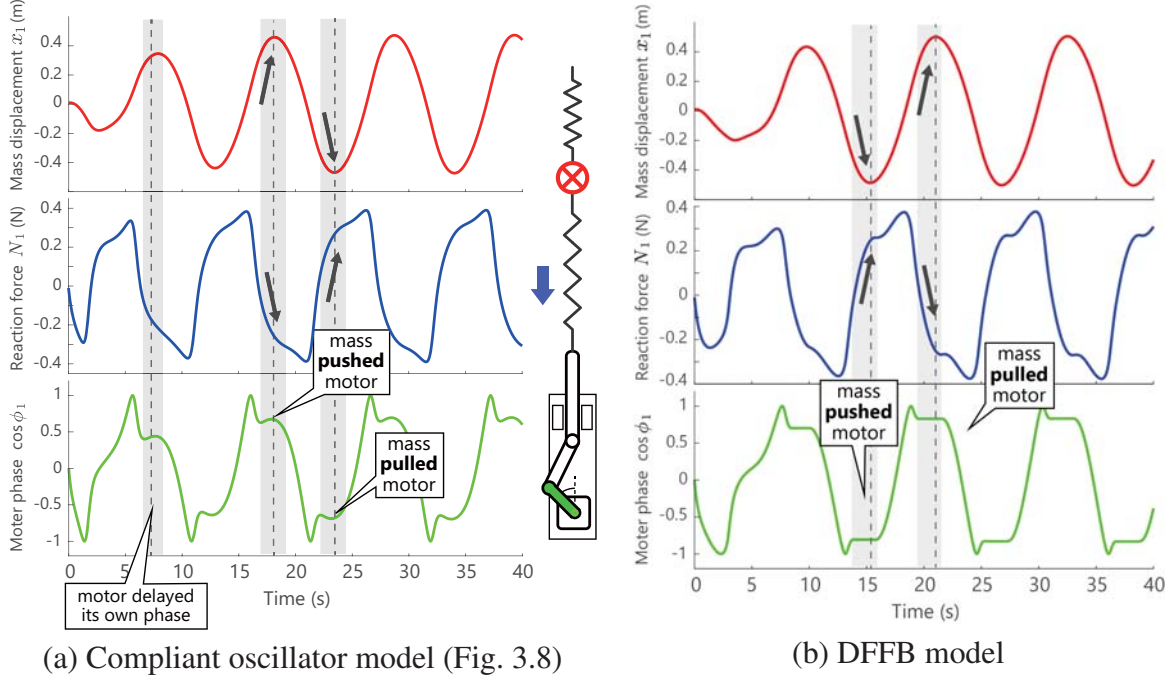 Mass displacement x₁ (m)
0.4
0.2
0
-0.2
-0.4
Reaction force N₁ (N)
0.4
0.2
0
-0.2
-0.4
mass
pushed
motor
Moter phase cosϕ₁
1
0.5
0
-0.5
-1
mass
pulled
motor
0 5 10 15 20 25 30 35 40
motor delayed
its own phase
Time (s)
(a) Compliant oscillator model (Fig. 3.8)
Mass displacement x₁ (m)
0.4
0.2
0
-0.2
-0.4
Reaction force N₁ (N)
0.4
0.2
0
-0.2
-0.4
mass
pulled
motor
mass
pushed
motor
Moter phase cosϕ₁
1
0.5
0
-0.5
-1
0 5 10 15 20 25 30 35 40
Time (s)
(b) DFFB model